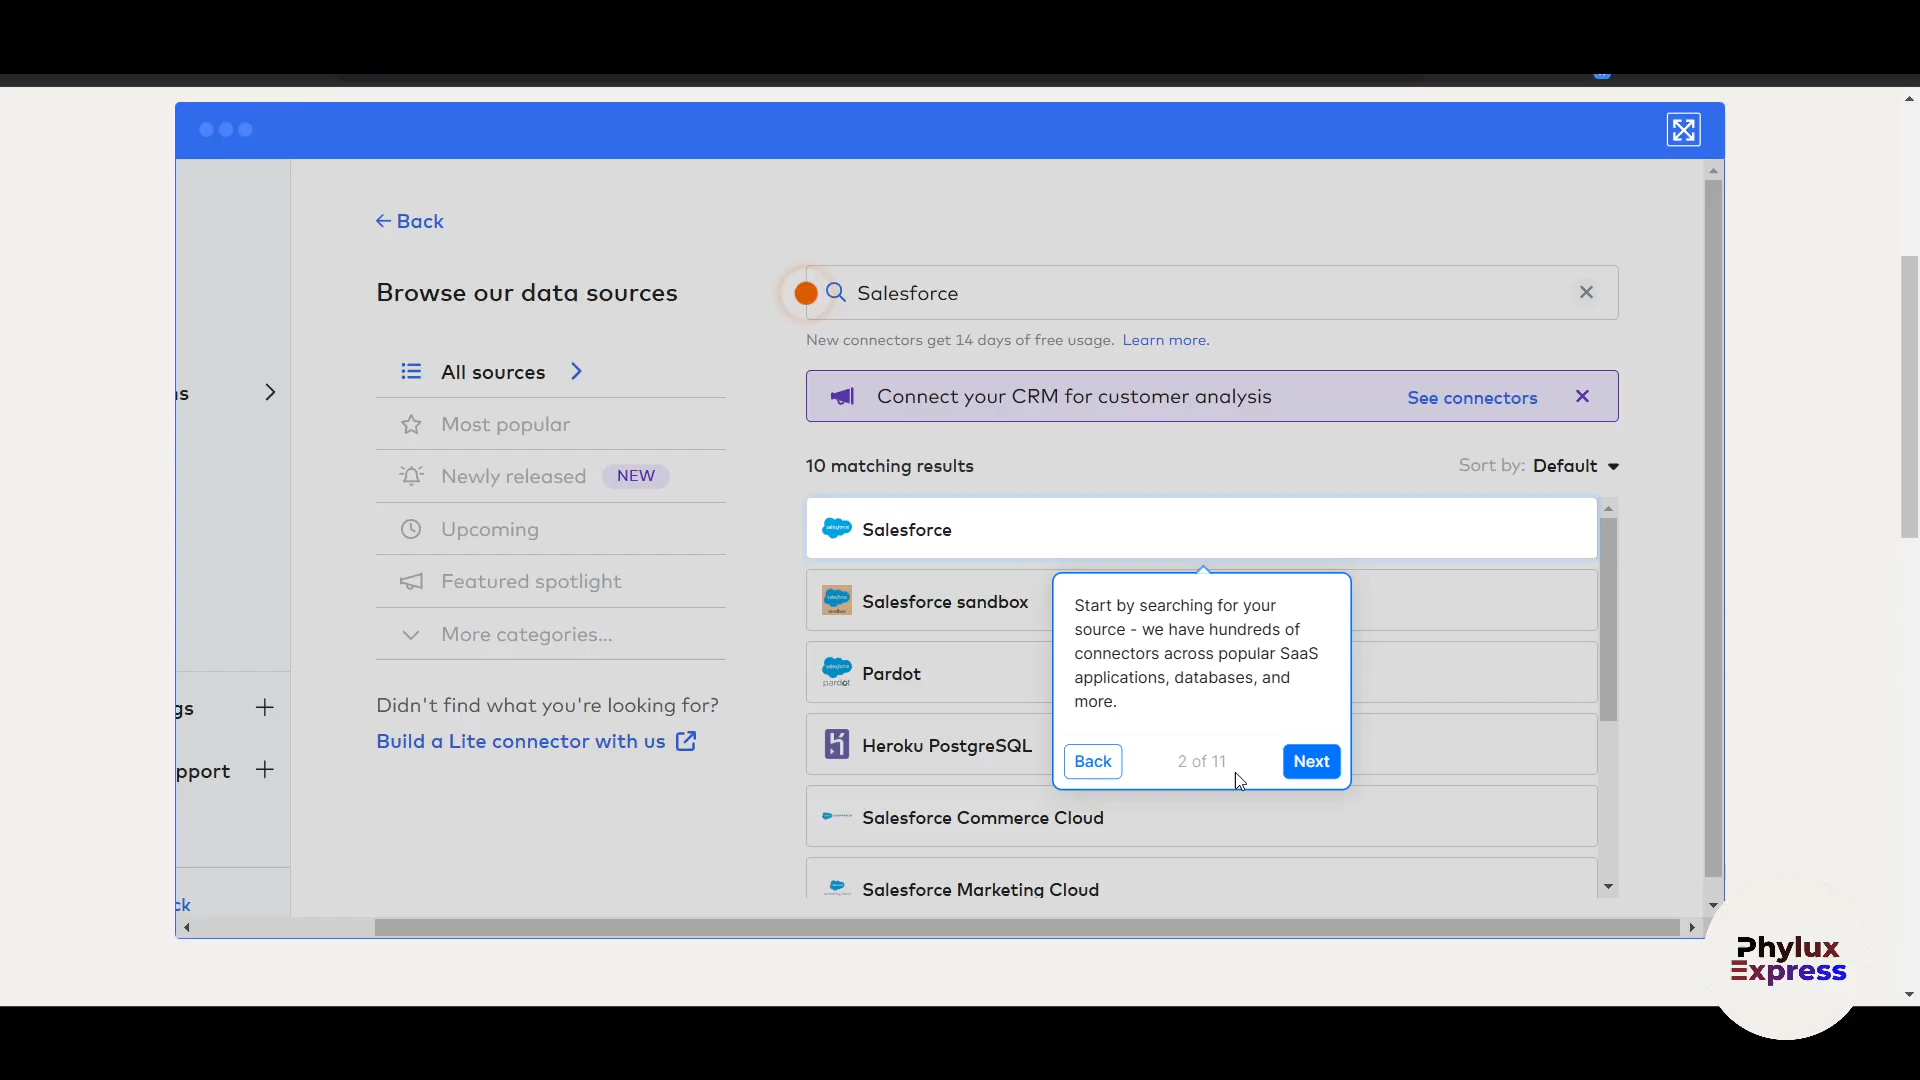 Back
Browse our data sources
Salesforce
New connectors get 14 days of free usage. Learn more.
All sources
Connect your CRM for customer analysis See connectors
Most popular
10 matching results
Sort by: Default
Newly released NEW
Upcoming
Featured spotlight
More categories...
Didn't find what you're looking for?
Build a Lite connector with us
Salesforce
Salesforce sandbox
Pardot
Heroku PostgreSQL
Salesforce Commerce Cloud
Salesforce Marketing Cloud
Start by searching for your
source - we have hundreds of
connectors across popular SaaS
applications, databases, and
more.
Back 2 of 11 Next
s
gs
pport
ck
Phylux
Express